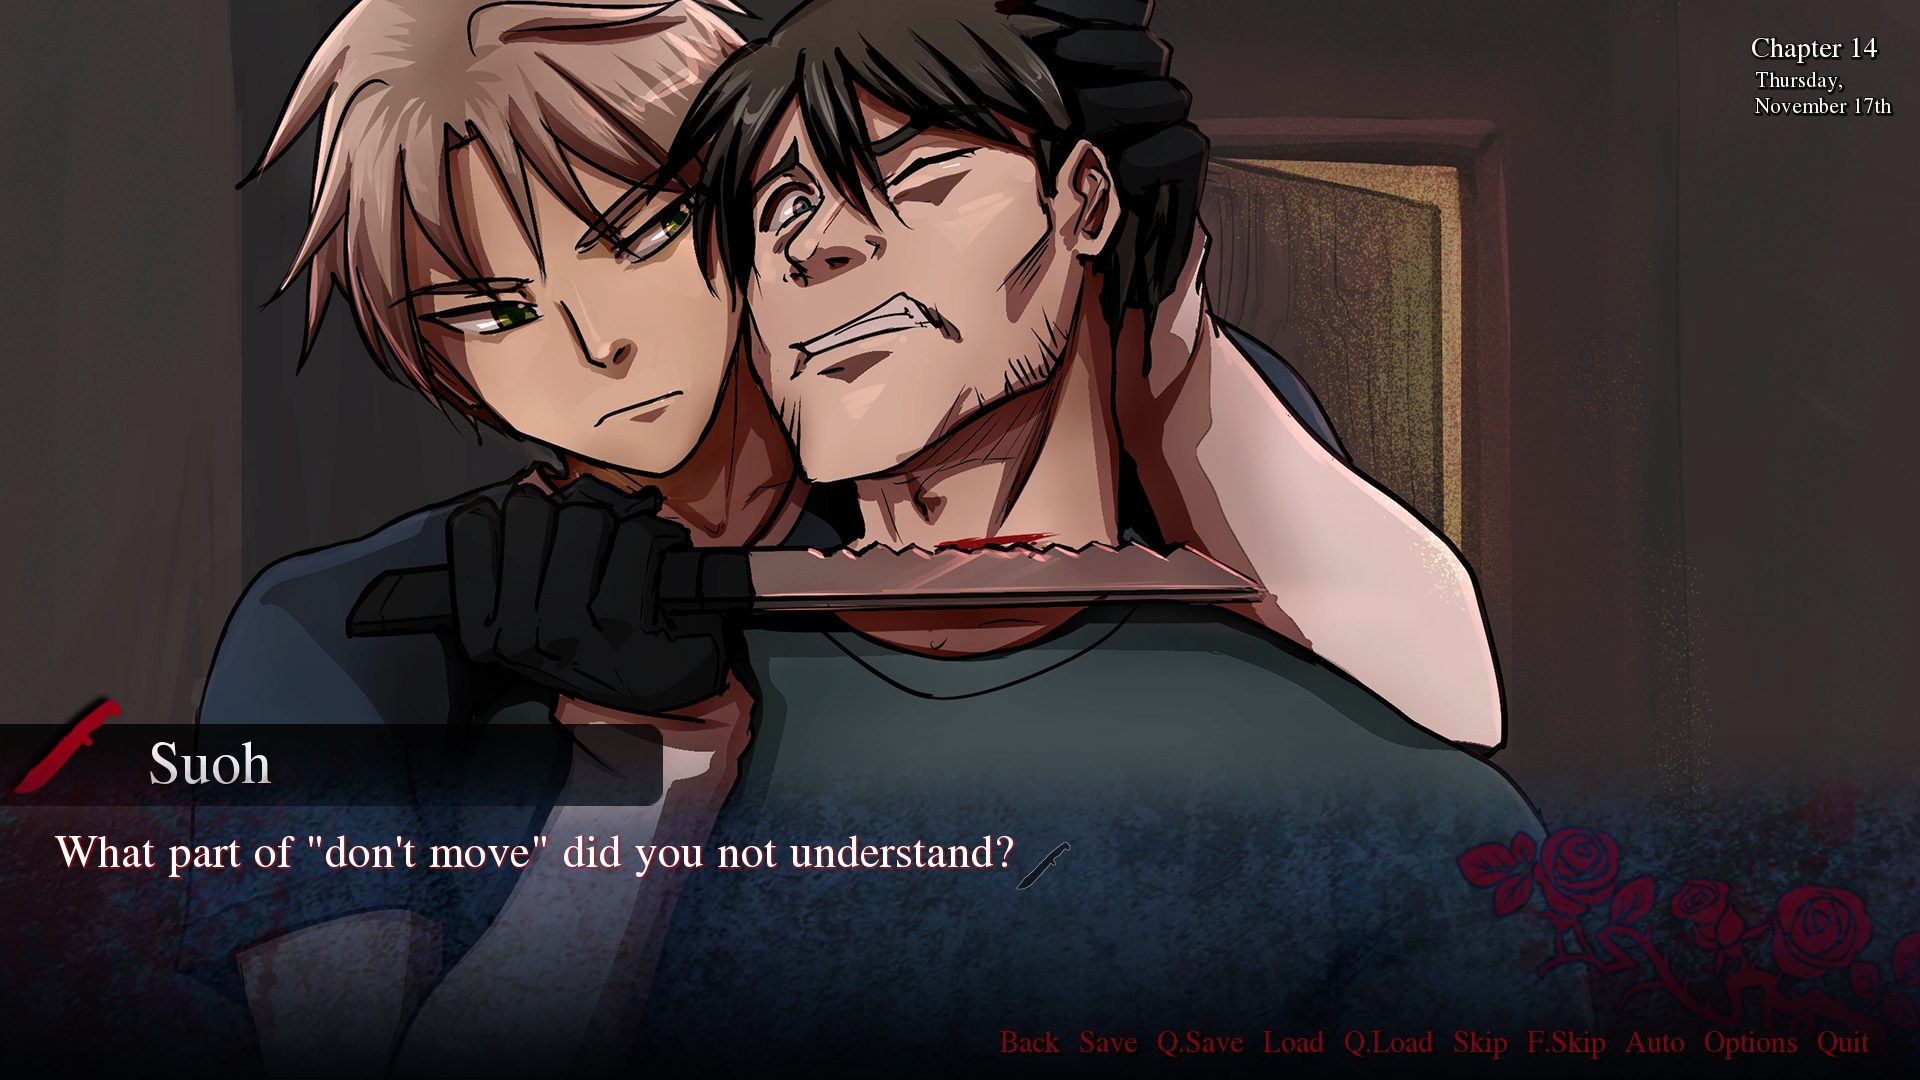 Chapter 14
Thursday,
November 17th
Suoh
What part of "don't move" did you not understand?
Back Save Q.Save Load Q.Load Skip F.Skip Auto Options Quit